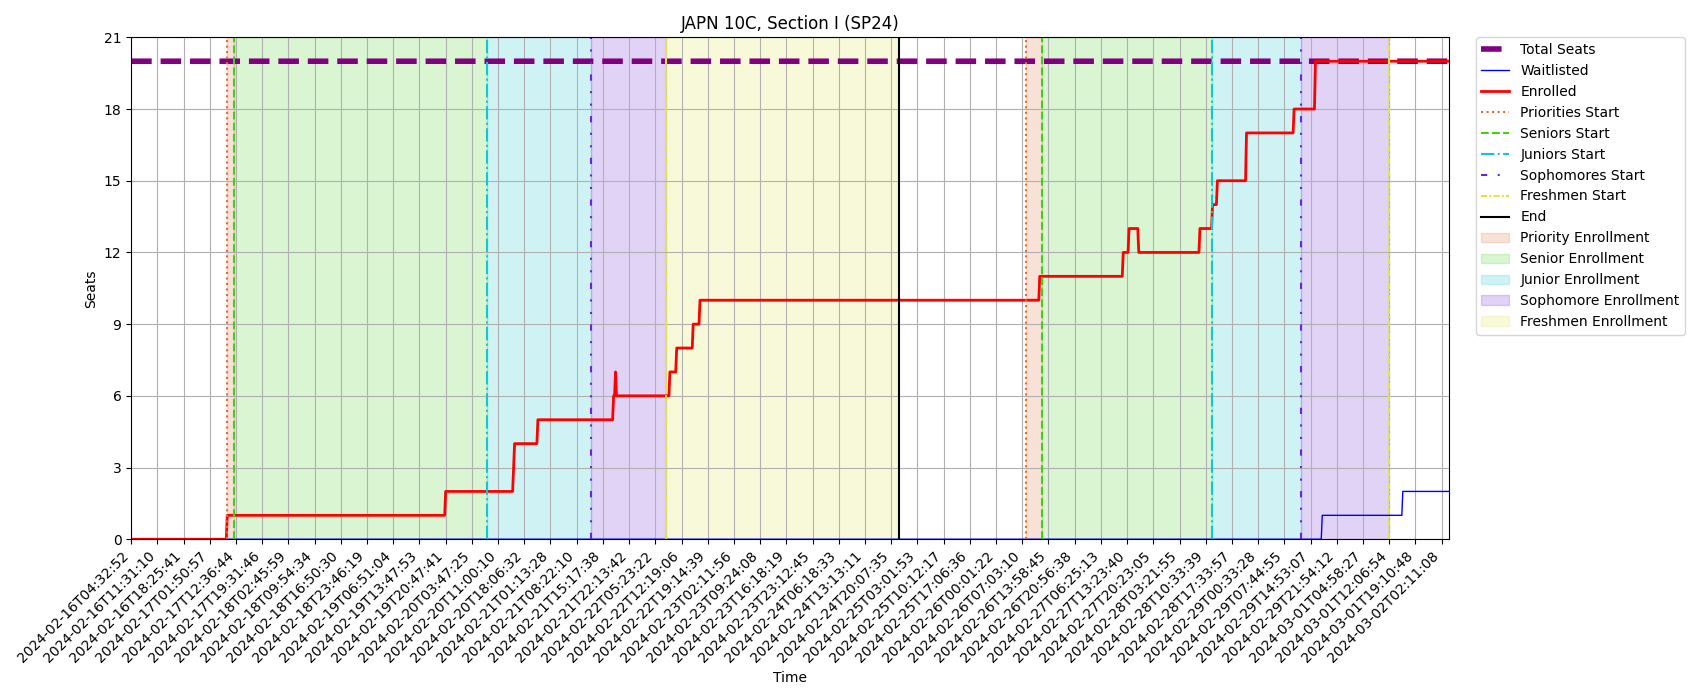 JAPN 10C, Section I (SP24)
21
18
15
12
9
6
3
0
Seats
2024-02-16T04:32:52
2024-02-16T11:31:10
2024-02-16T18:25:41
2024-02-17T01:50:57
2024-02-17T12:36:44
2024-02-17T19:31:46
2024-02-18T02:45:59
2024-02-18T09:54:34
2024-02-18T16:50:30
2024-02-18T23:46:19
2024-02-19T06:51:04
2024-02-19T13:47:53
2024-02-19T20:47:41
2024-02-20T03:47:25
2024-02-20T11:00:10
2024-02-20T18:06:32
2024-02-21T01:13:28
2024-02-21T08:22:10
2024-02-21T15:17:38
2024-02-21T22:13:42
2024-02-22T05:23:22
2024-02-22T12:19:06
2024-02-22T19:14:39
2024-02-23T02:11:56
2024-02-23T09:24:08
2024-02-23T16:18:19
2024-02-23T23:12:45
2024-02-24T06:18:33
2024-02-24T13:13:11
2024-02-24T20:07:35
2024-02-25T03:01:53
2024-02-25T10:12:17
2024-02-25T17:06:36
2024-02-26T00:01:22
2024-02-26T07:03:10
2024-02-26T13:58:45
2024-02-26T20:56:38
2024-02-27T06:25:13
2024-02-27T13:23:40
2024-02-27T20:23:05
2024-02-28T03:21:55
2024-02-28T10:33:39
2024-02-28T17:33:57
2024-02-29T00:33:28
2024-02-29T07:44:55
2024-02-29T14:53:07
2024-02-29T21:54:12
2024-03-01T04:58:27
2024-03-01T12:06:54
2024-03-01T19:10:48
2024-03-02T02:11:08
Time
Total Seats
Waitlisted
Enrolled
Priorities Start
Seniors Start
Juniors Start
Sophomores Start
Freshmen Start
End
Priority Enrollment
Senior Enrollment
Junior Enrollment
Sophomore Enrollment
Freshmen Enrollment